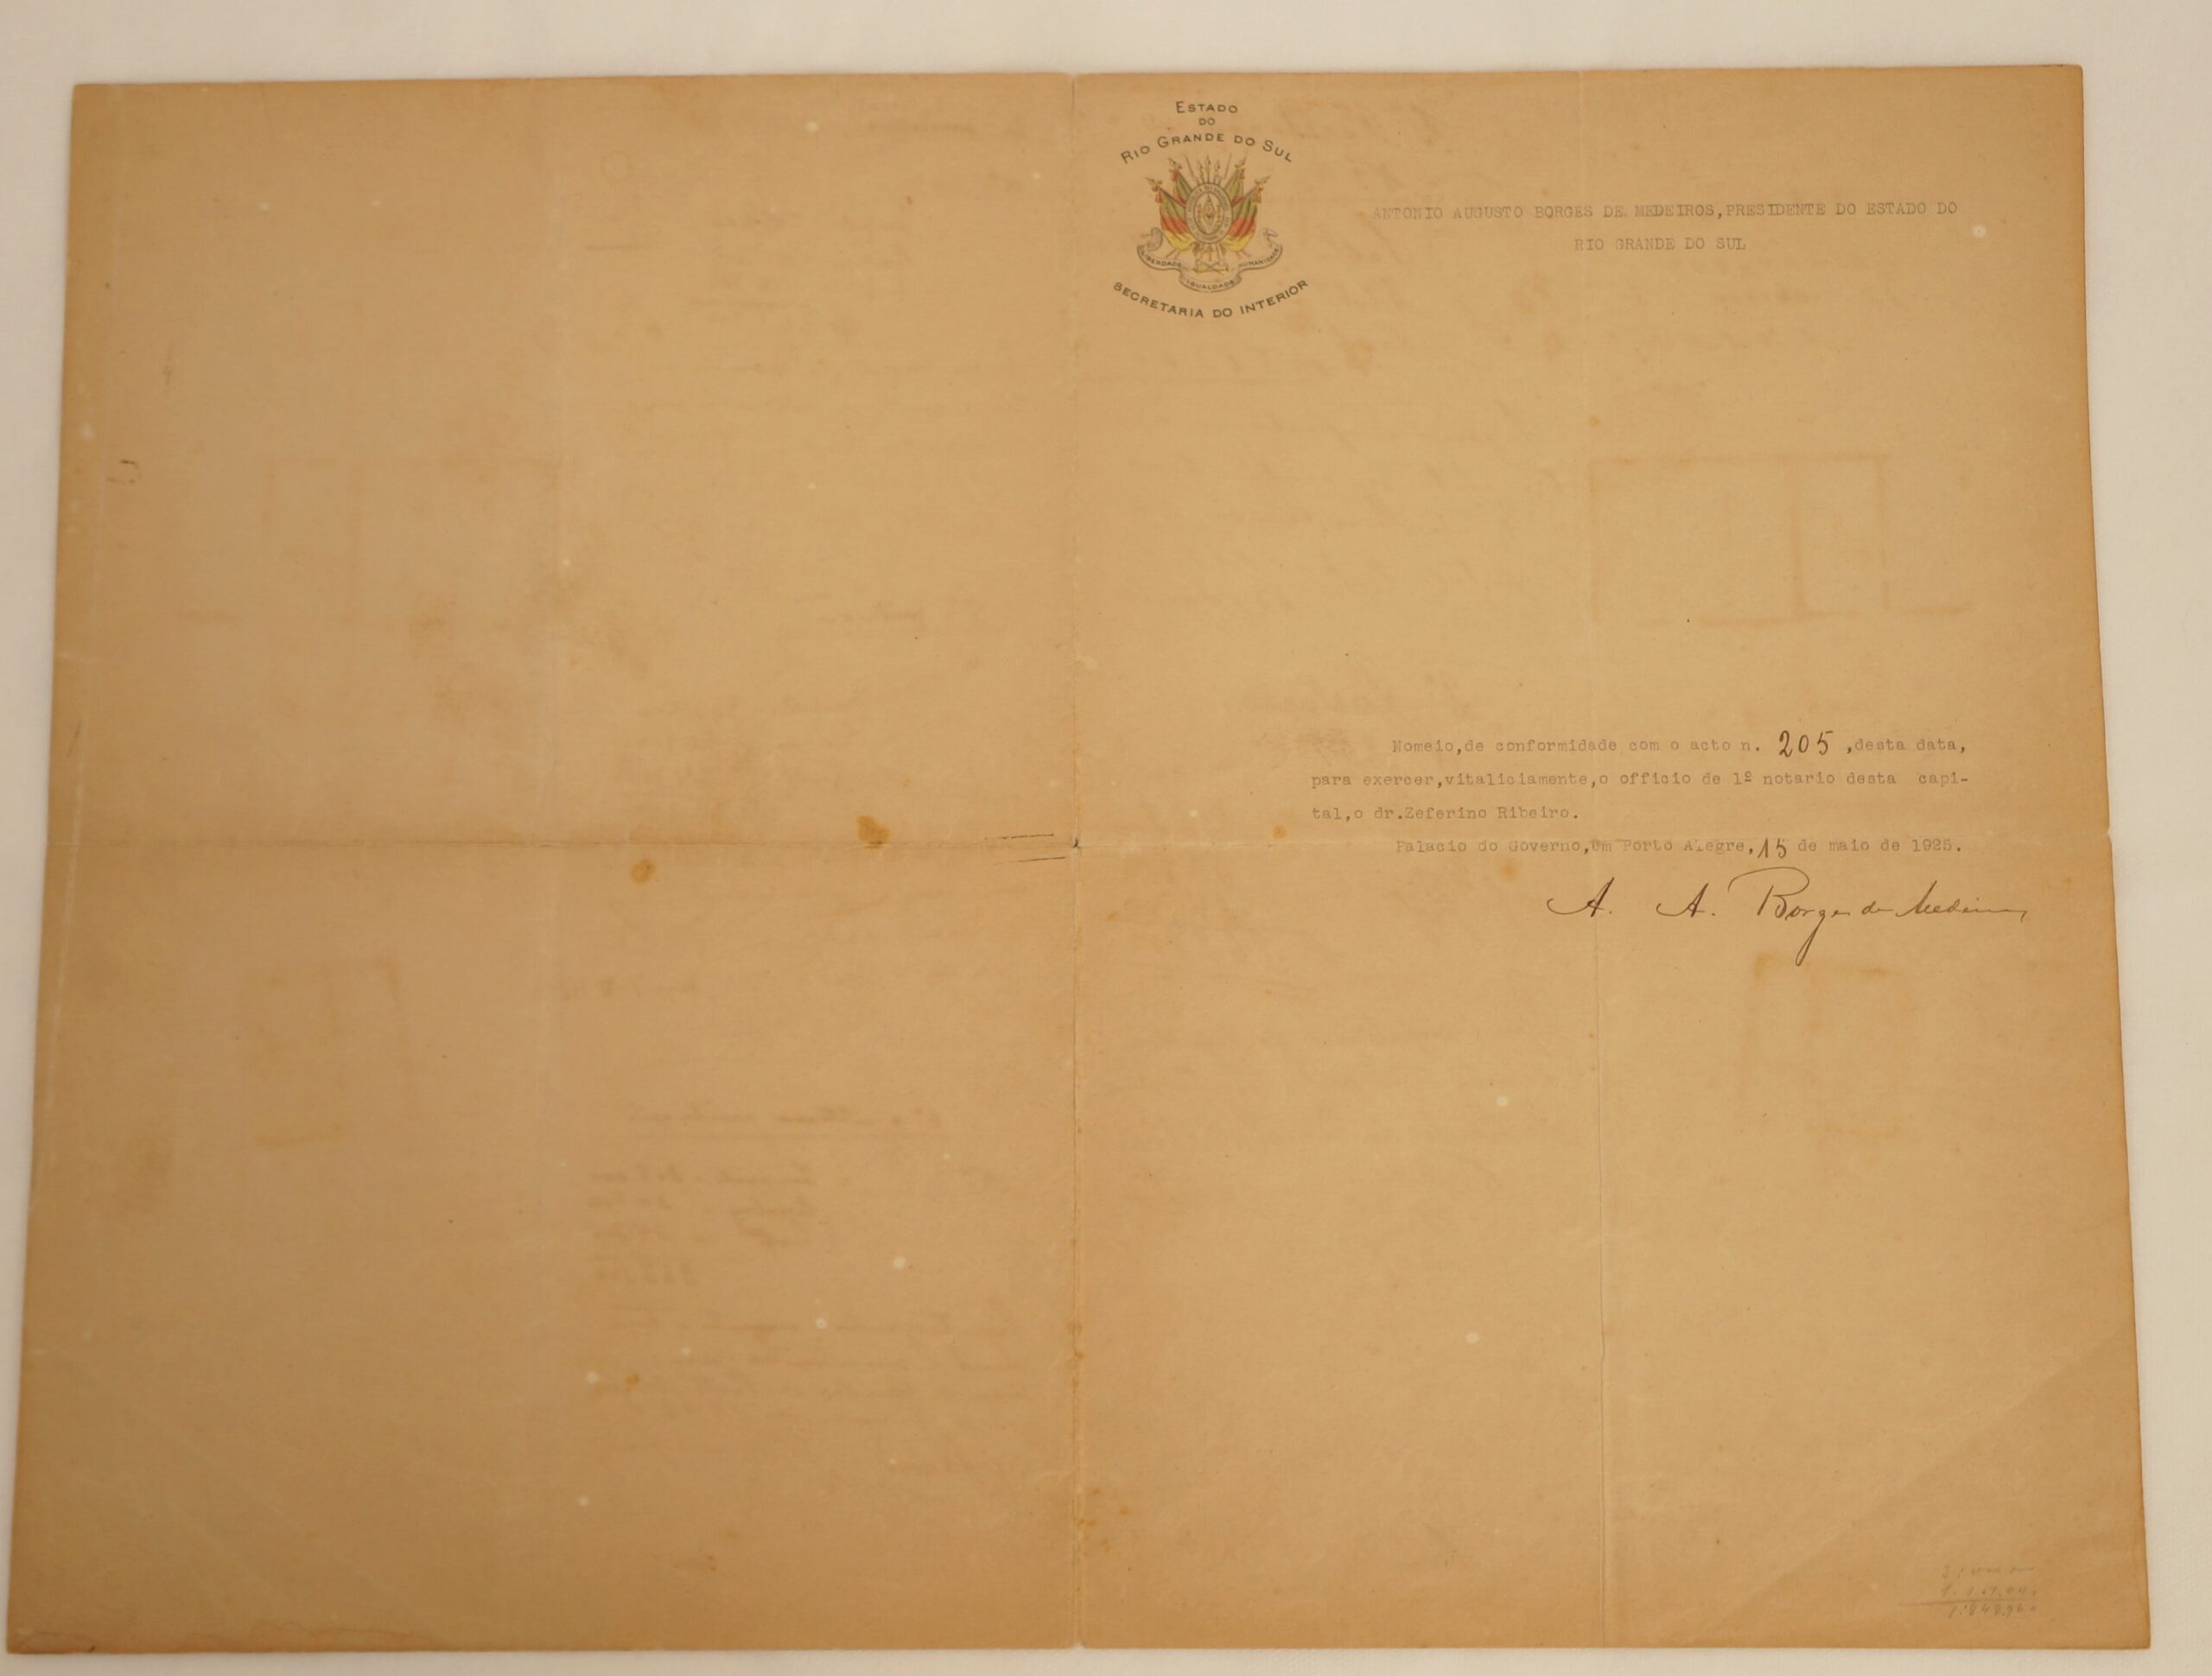 ESTADO
DO
RIO GRANDE DO SUL
LIBERDADE IGUALDADE HUMANIDADE
SECRETARIA DO INTERIOR
ANTONIO AUGUSTO BORGES DE MEDEIROS,PRESIDENTE DO ESTADO DO
RIO GRANDE DO SUL
Nomeio,de conformidade com o acto n. 205 ,desta data,
para exercer,vitaliciamente,o officio de 1º notario desta capi-
tal,o dr.Zeferino Ribeiro.
Palacio do Governo,em Porto Alegre, 15 de maio de 1925.
A. A. Borges de Medeiros